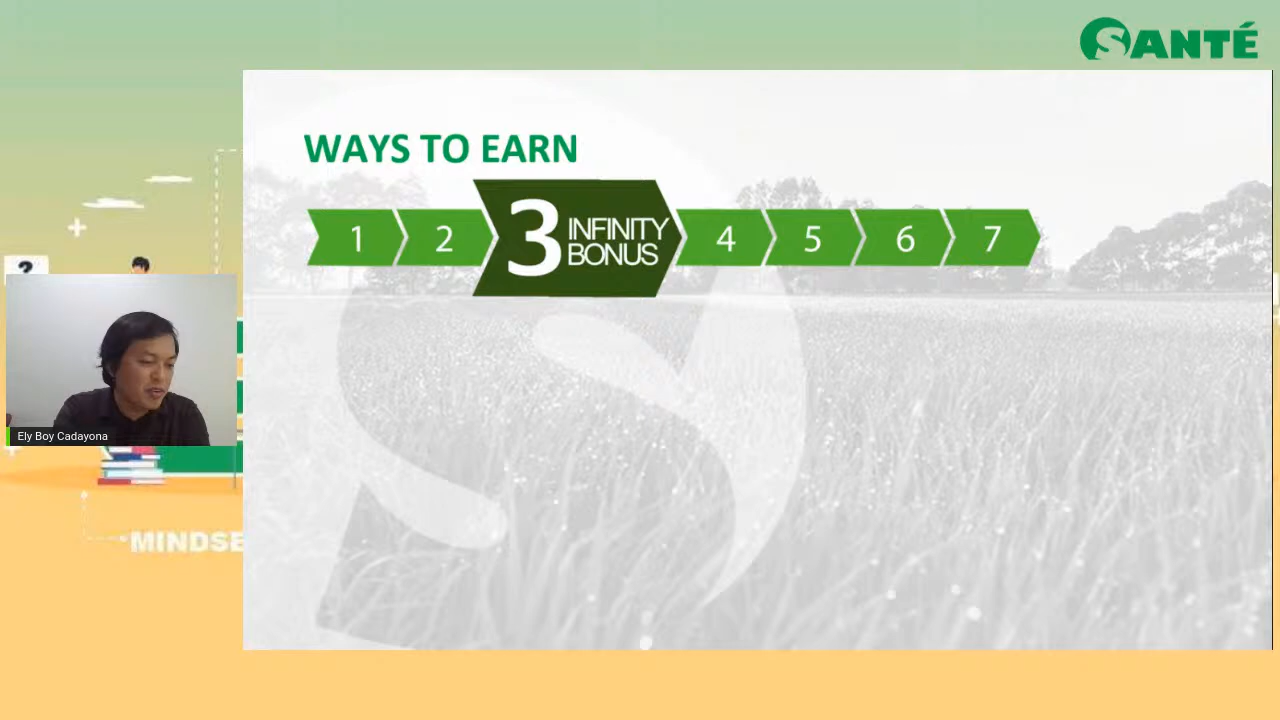 SANTÉ
WAYS TO EARN
1
2
3
INFINITY
BONUS
4
5
6
7
?
Ely Boy Cadayona
MINDSE